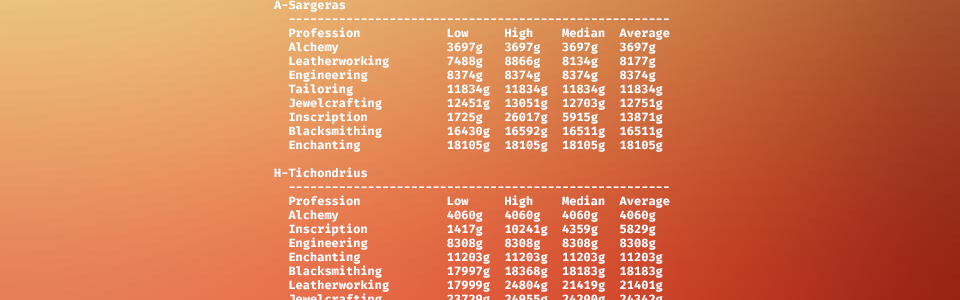 A-Sargeras
-----------------------------------------------------
Profession Low High Median Average
Alchemy 3697g 3697g 3697g 3697g
Leatherworking 7488g 8866g 8134g 8177g
Engineering 8374g 8374g 8374g 8374g
Tailoring 11834g 11834g 11834g 11834g
Jewelcrafting 12451g 13051g 12703g 12751g
Inscription 1725g 26017g 5915g 13871g
Blacksmithing 16430g 16592g 16511g 16511g
Enchanting 18105g 18105g 18105g 18105g
H-Tichondrius
-----------------------------------------------------
Profession Low High Median Average
Alchemy 4060g 4060g 4060g 4060g
Inscription 1417g 10241g 4359g 5829g
Engineering 8308g 8308g 8308g 8308g
Enchanting 11203g 11203g 11203g 11203g
Blacksmithing 17997g 18368g 18183g 18183g
Leatherworking 17999g 24804g 21419g 21401g
Jewelcrafting 23729g 24955g 24200g 24342g